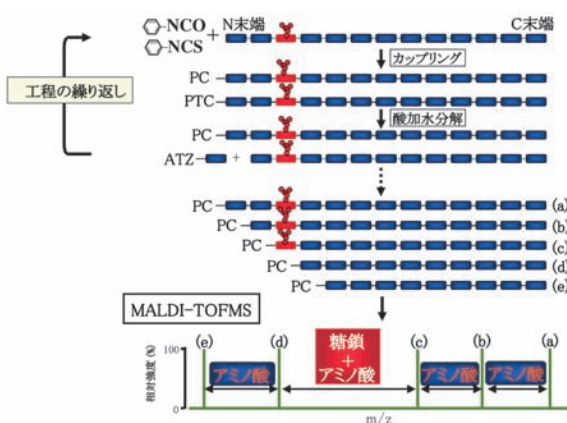 NCO
NCS
+
N末端
C末端
カップリング
PC
PTC
工程の繰り返し
酸加水分解
PC
ATZ
+
PC
(a)
PC
(b)
PC
(c)
PC
(d)
PC
(e)
MALDI-TOFMS
(e)
(d)
(c)
(b)
(a)
100
相対強度(%)
0
アミノ酸
糖鎖
+
アミノ酸
アミノ酸
アミノ酸
m/z